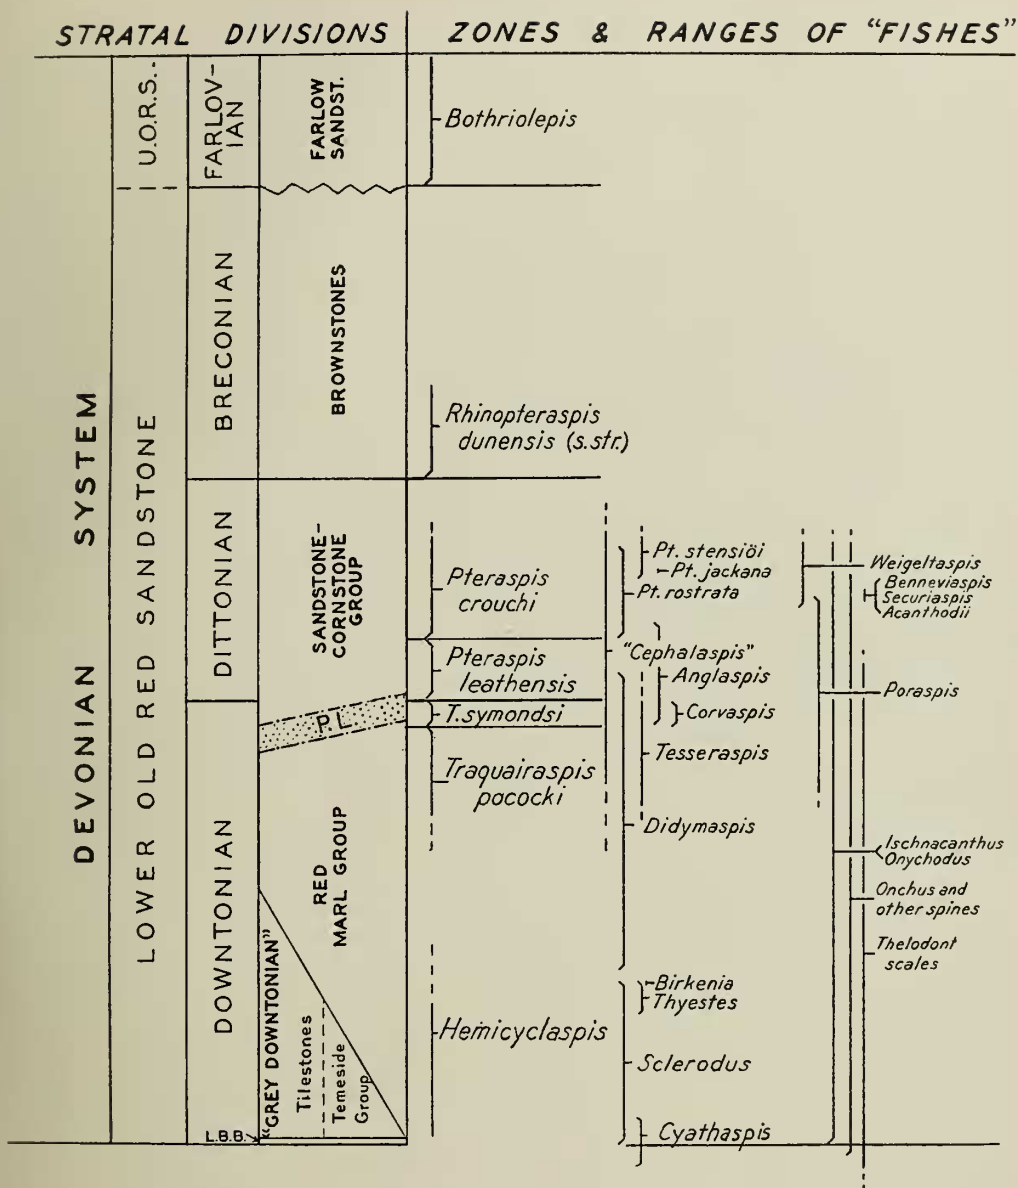 STRATAL DIVISIONS
ZONES & RANGES OF "FISHES"
DEVONIAN SYSTEM
U.O.R.S.
LOWER OLD RED SANDSTONE
FARLOV-
IAN
BRECONIAN
DITTONIAN
DOWNTONIAN
L.B.B.
FARLOW
SANDST.
BROWNSTONES
SANDSTONE-
CORNSTONE
GROUP
P.L.
RED
MARL GROUP
"GREY DOWNTONIAN"
Tilestones
Temeside
Group
Bothriolepis
Rhinopteraspis
dunensis (s.str.)
Pteraspis
crouchi
Pteraspis
leathensis
T.symondsi
Traquairaspis
pococki
Hemicyclaspis
Pt. stensiöi
Pt. jackana
Pt. rostrata
"Cephalaspis"
Anglaspis
Corvaspis
Tesseraspis
Didymaspis
Birkenia
Thyestes
Sclerodus
Cyathaspis
Weigeltaspis
Benneviaspis
Securiaspis
Acanthodii
Poraspis
Ischnacanthus
Onychodus
Onchus and
other spines
Thelodont
scales